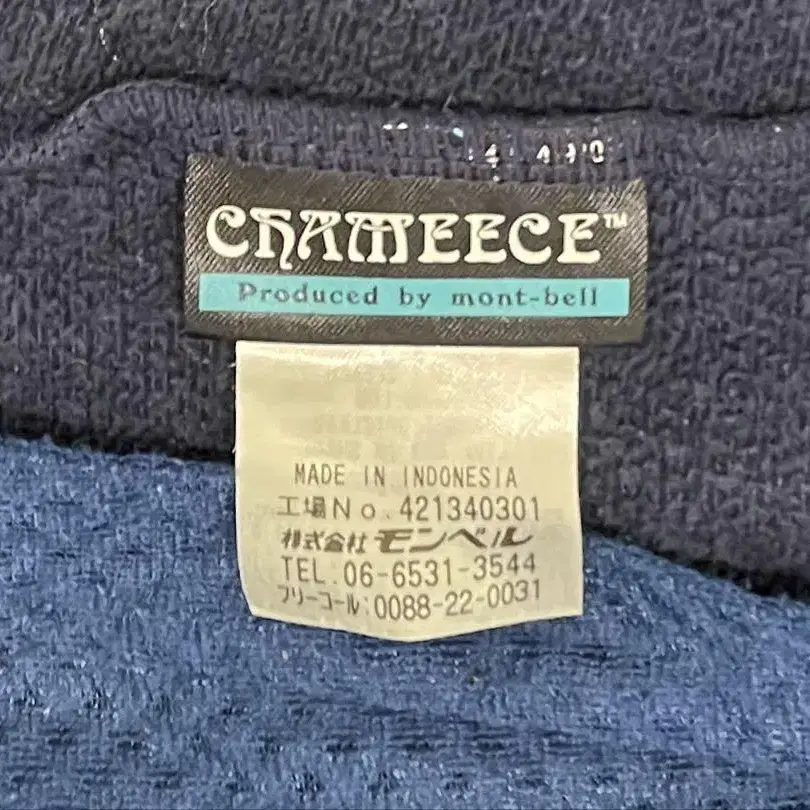 CHAMEECE™
Produced by mont-bell
MADE IN INDONESIA
工場No.421340301
株式会社モンベル
TEL.06-6531-3544
フリーコール:0088-22-0031